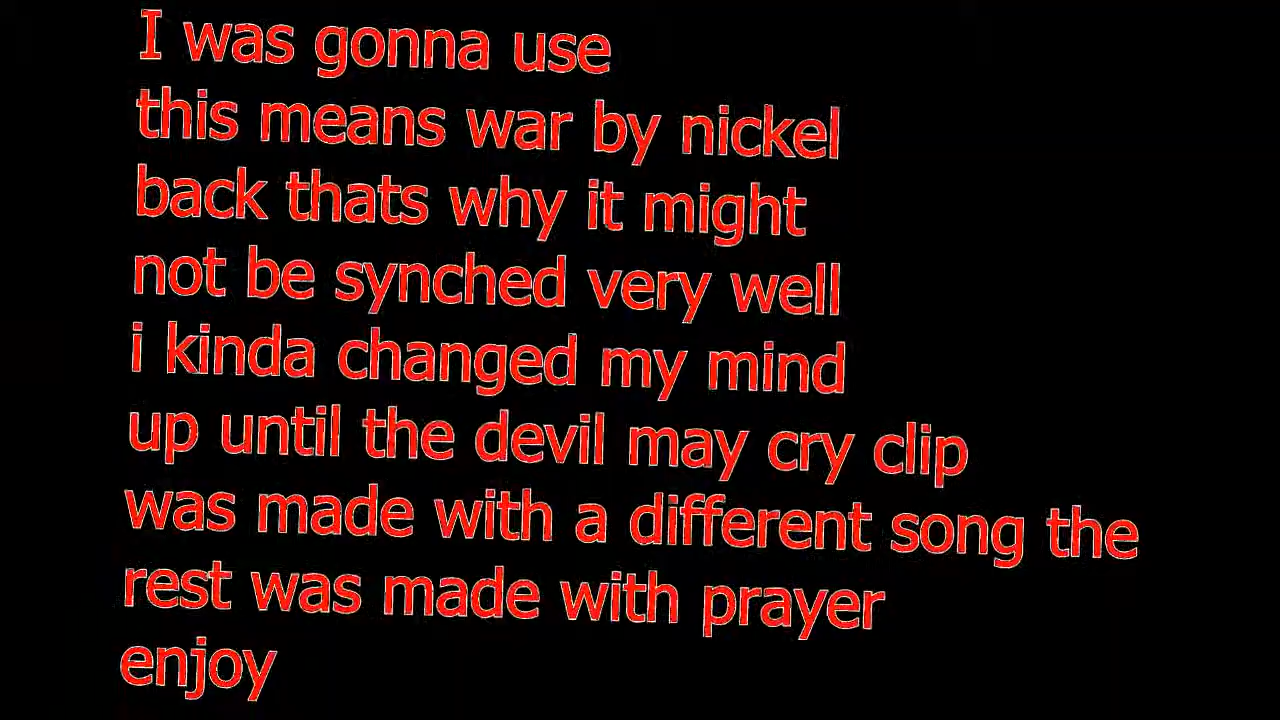 I was gonna use
this means war by nickel
back thats why it might
not be synched very well
i kinda changed my mind
up until the devil may cry clip
was made with a different song the
rest was made with prayer
enjoy